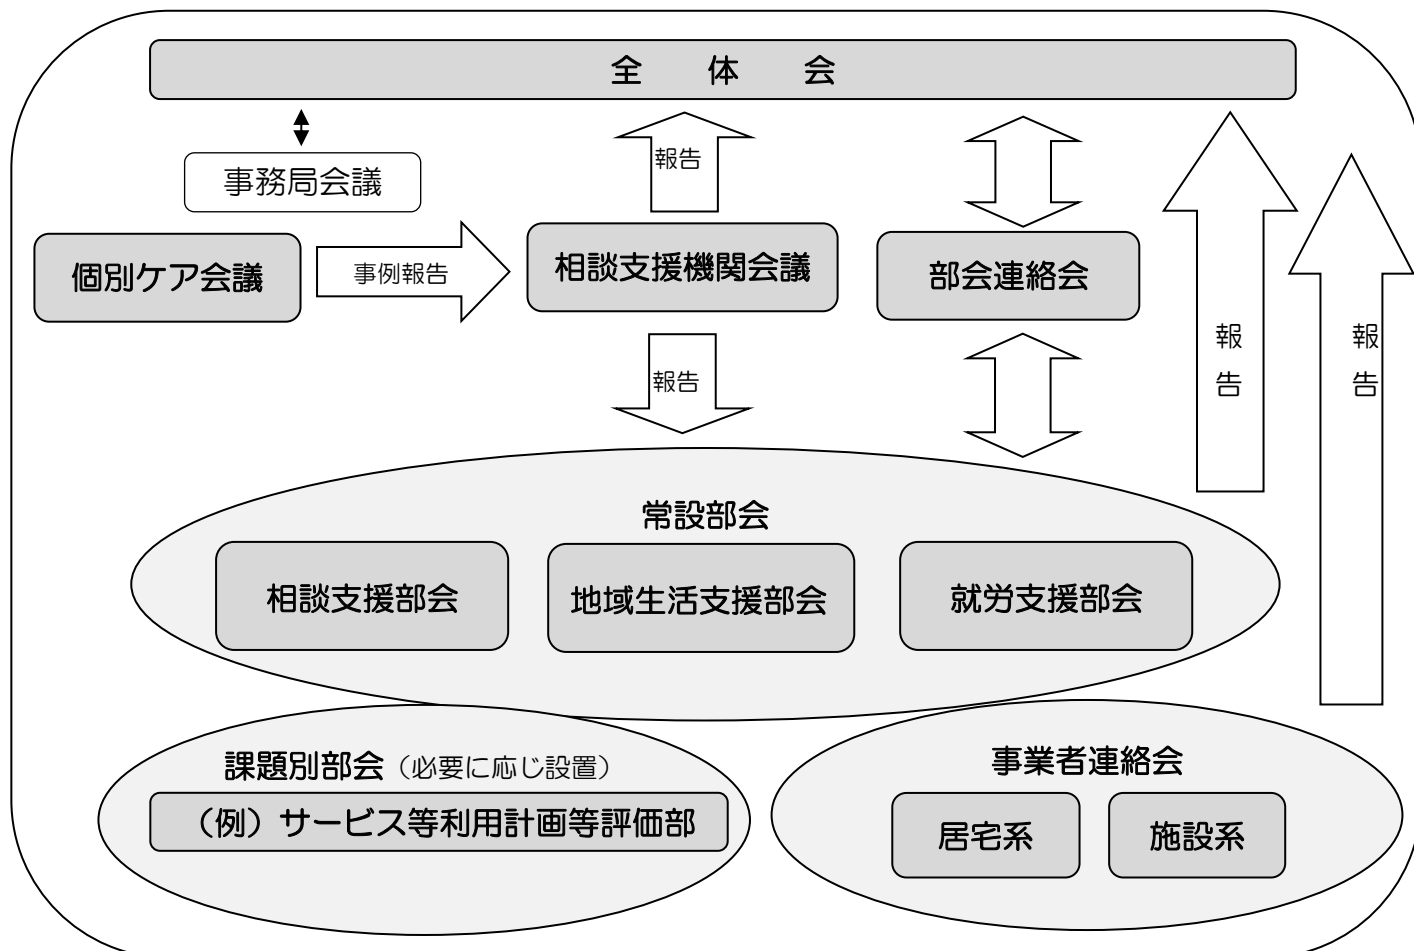 全　体　会
報告
事務局会議
個別ケア会議
事例報告
相談支援機関会議
部会連絡会
報告
報告
報告
常設部会
相談支援部会
地域生活支援部会
就労支援部会
課題別部会（必要に応じ設置）
（例）サービス等利用計画等評価部
事業者連絡会
居宅系
施設系